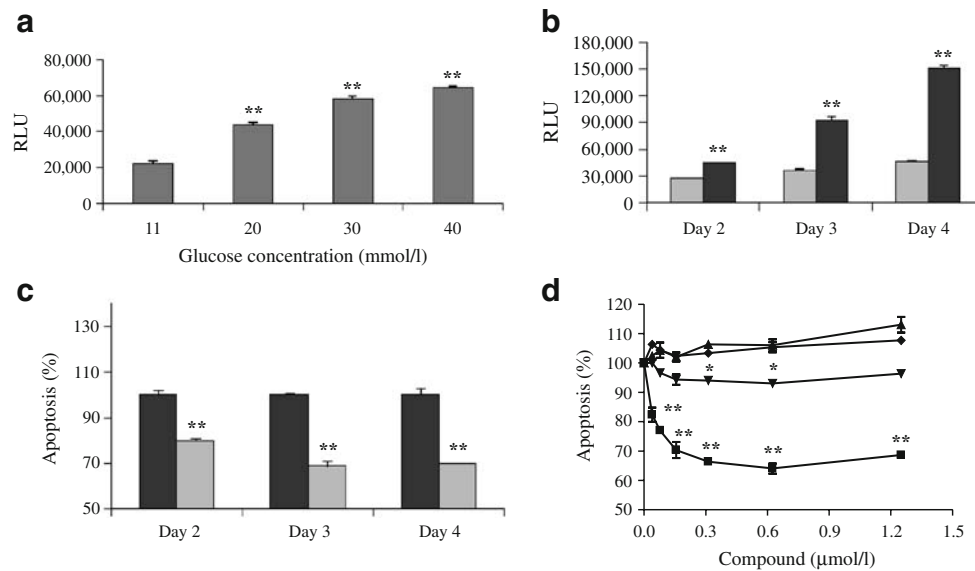 a
80,000
60,000
40,000
20,000
0
RLU
**
**
**
11 20 30 40
Glucose concentration (mmol/l)
b
180,000
150,000
120,000
90,000
60,000
30,000
0
RLU
**
**
**
Day 2 Day 3 Day 4
c
130
110
90
70
50
Apoptosis (%)
**
**
**
Day 2 Day 3 Day 4
d
120
110
100
90
80
70
60
50
Apoptosis (%)
*
*
**
**
**
**
**
0.0 0.3 0.6 0.9 1.2 1.5
Compound (μmol/l)